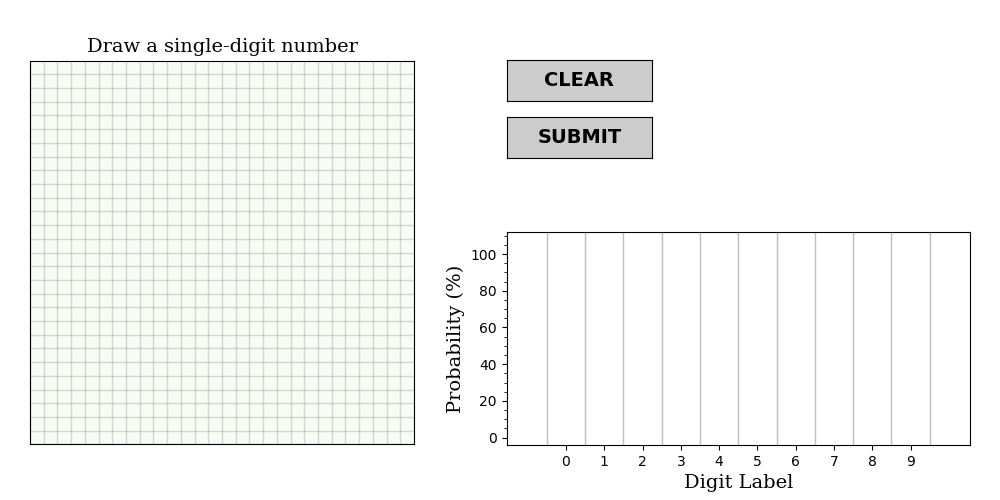 Draw a single-digit number
CLEAR
SUBMIT
Probability (%)
100
80
60
40
20
0
0 1 2 3 4 5 6 7 8 9
Digit Label